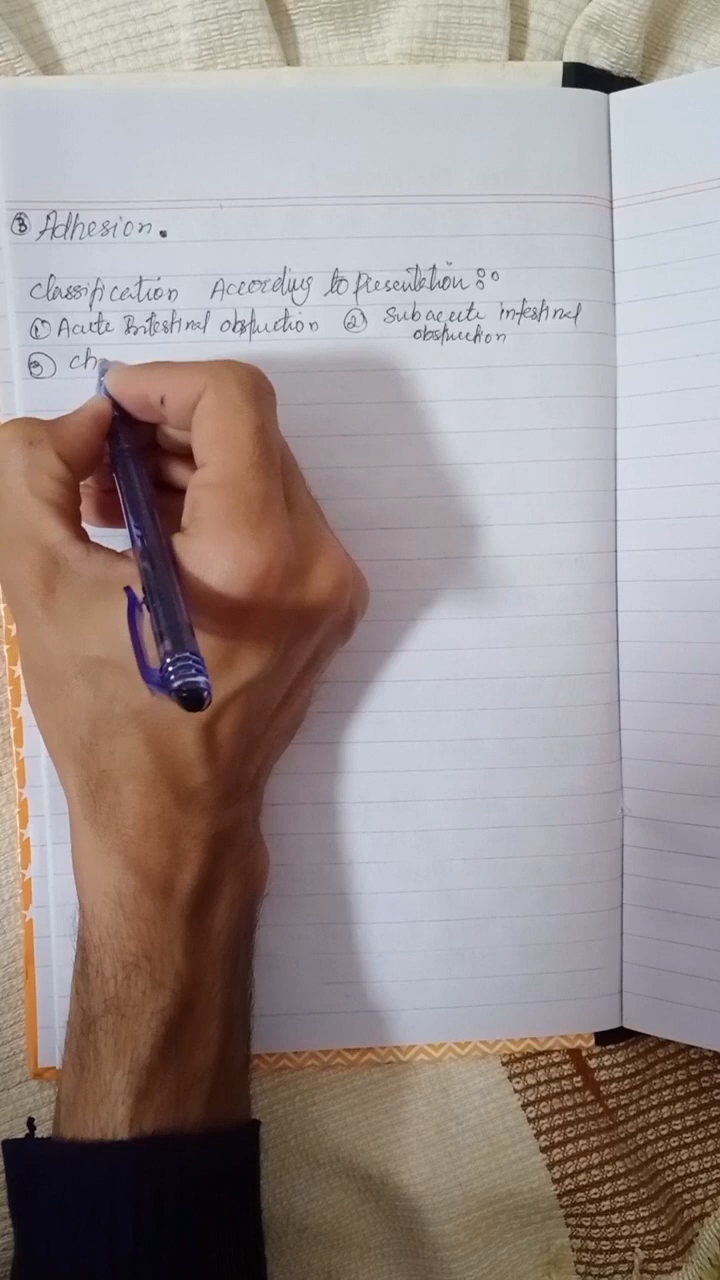 ③ Adhesion.
Classification According to Presentation :
① Acute Intestinal obstruction ② Subacute intestinal
obstruction
③ Ch